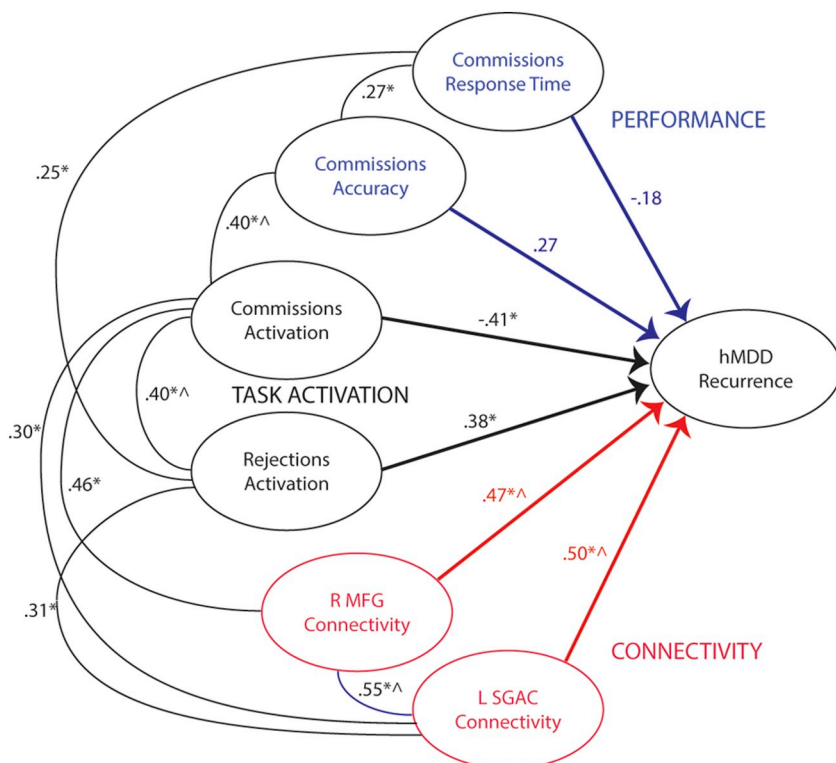 Commissions
Response Time
.27*
PERFORMANCE
.25*
Commissions
Accuracy
-.18
.40*^
.27
Commissions
Activation
-.41*
hMDD
Recurrence
.40*^
TASK ACTIVATION
.38*
.30*
.46*
Rejections
Activation
.47*^
.50*^
.31*
R MFG
Connectivity
CONNECTIVITY
.55*^
L SGAC
Connectivity